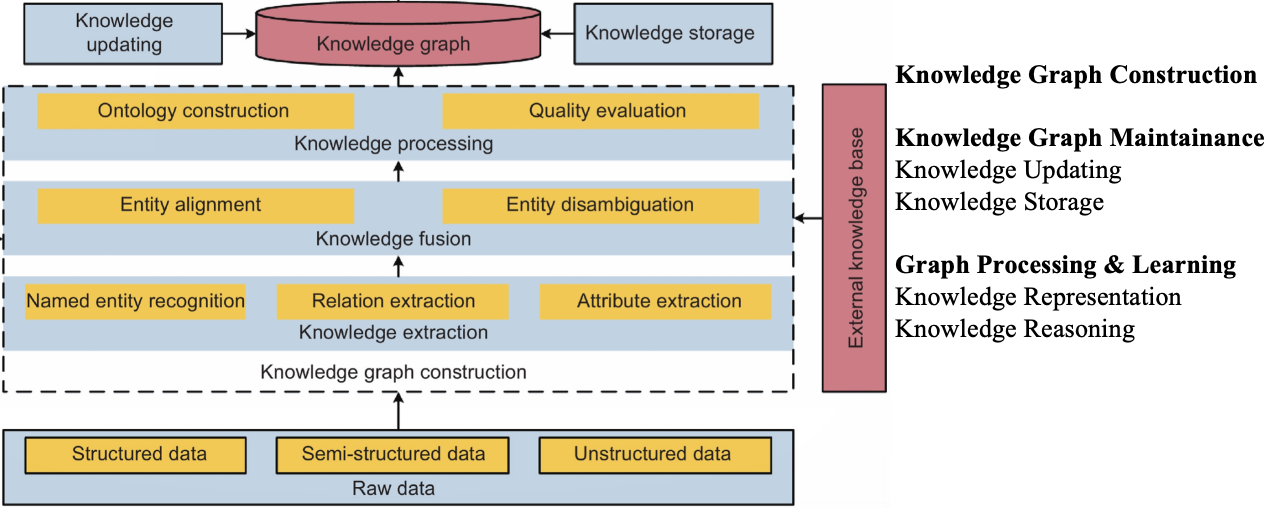 Knowledge
updating
Knowledge graph
Knowledge storage
Ontology construction
Quality evaluation
Knowledge processing
Entity alignment
Entity disambiguation
Knowledge fusion
Named entity recognition
Relation extraction
Attribute extraction
Knowledge extraction
Knowledge graph construction
Structured data
Semi-structured data
Unstructured data
Raw data
External knowledge base
Knowledge Graph Construction
Knowledge Graph Maintainance
Knowledge Updating
Knowledge Storage
Graph Processing & Learning
Knowledge Representation
Knowledge Reasoning